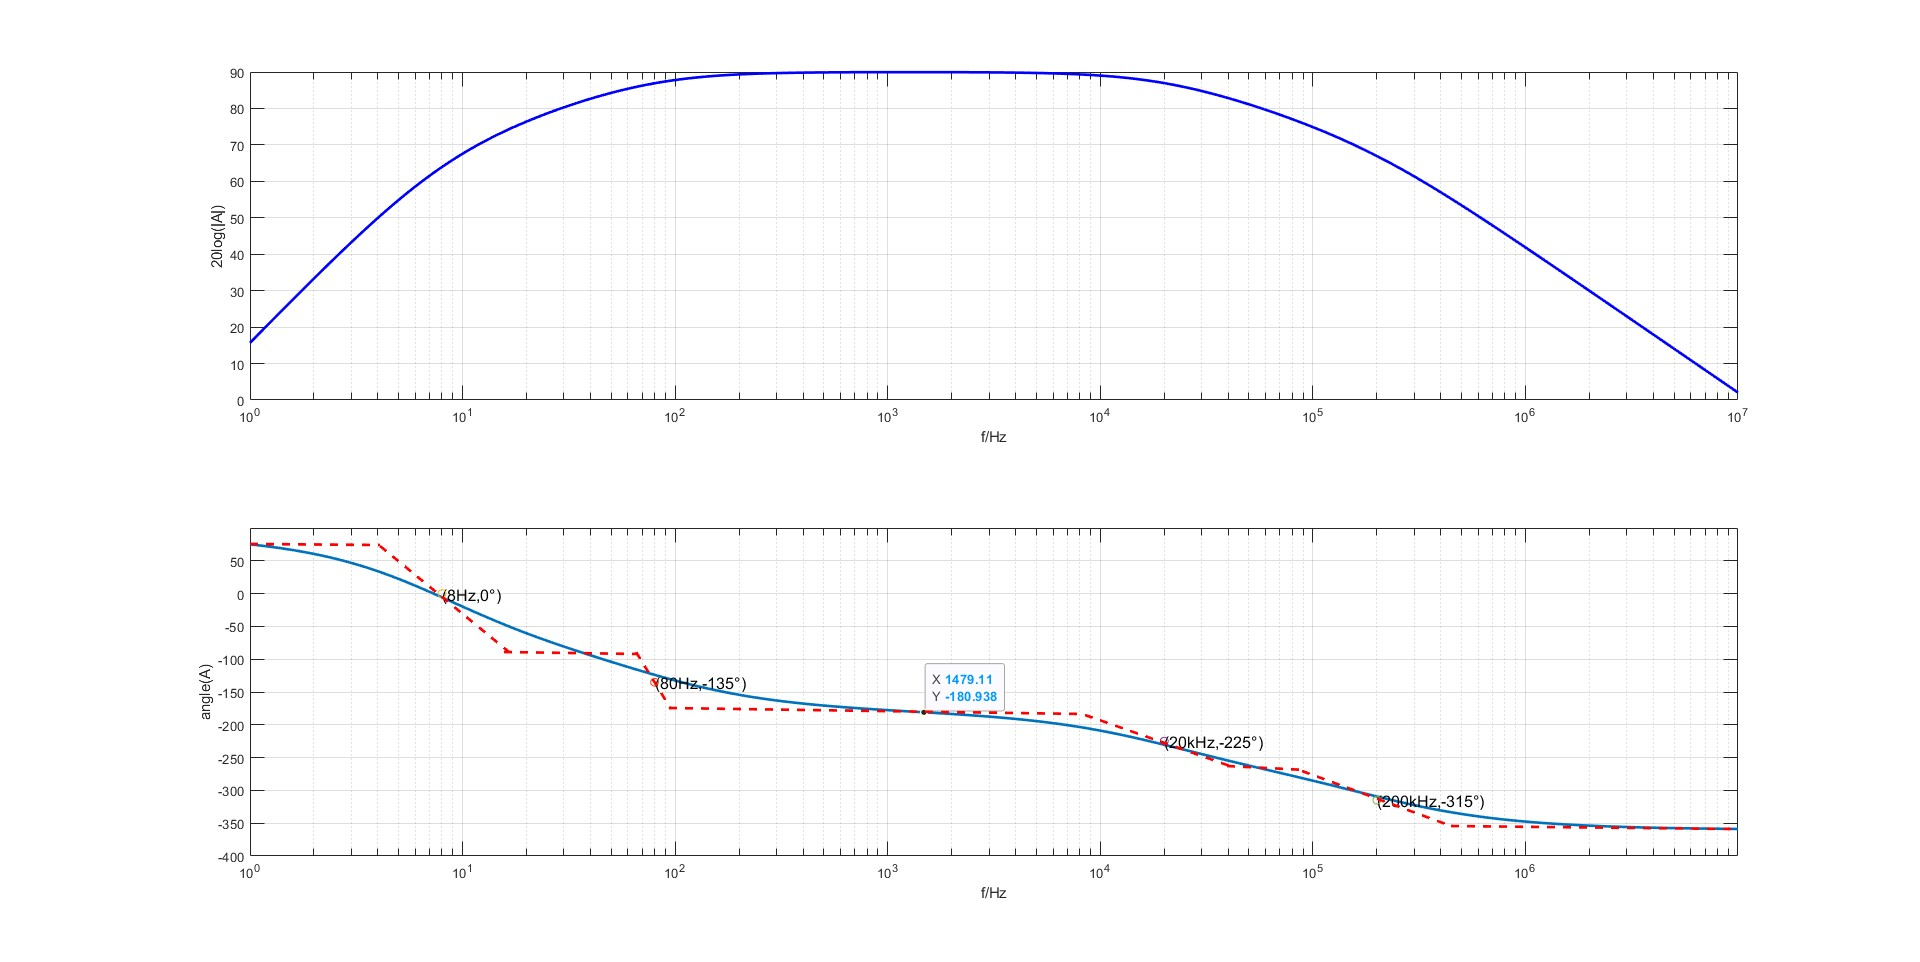 20log(|A|)
90
80
70
60
50
40
30
20
10
0
10^0 10^1 10^2 10^3 10^4 10^5 10^6 10^7
f/Hz
angle(A)
50
0
-50
-100
-150
-200
-250
-300
-350
-400
(8Hz,0°)
(80Hz,-135°)
X 1479.11
Y -180.938
(20kHz,-225°)
(200kHz,-315°)
10^0 10^1 10^2 10^3 10^4 10^5 10^6
f/Hz